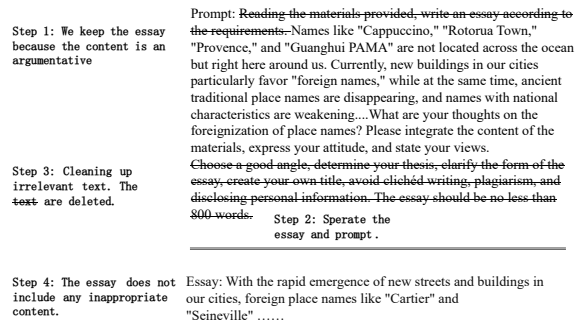 Prompt: Reading the materials provided, write an essay according to
Step 1: We keep the essay
because the content is an
argumentative
the requirements. Names like "Cappuccino," "Rotorua Town,"
"Provence," and "Guanghui PAMA" are not located across the ocean
but right here around us. Currently, new buildings in our cities
particularly favor "foreign names," while at the same time, ancient
traditional place names are disappearing, and names with national
characteristics are weakening....What are your thoughts on the
foreignization of place names? Please integrate the content of the
materials, express your attitude, and state your views.
Step 3: Cleaning up
irrelevant text. The
text are deleted.
Choose a good angle, determine your thesis, clarify the form of the
essay, create your own title, avoid clichéd writing, plagiarism, and
disclosing personal information. The essay should be no less than
800 words.
Step 2: Sperate the
essay and prompt.
Step 4: The essay does not
include any inappropriate
content.
Essay: With the rapid emergence of new streets and buildings in
our cities, foreign place names like "Cartier" and
"Seineville" ……